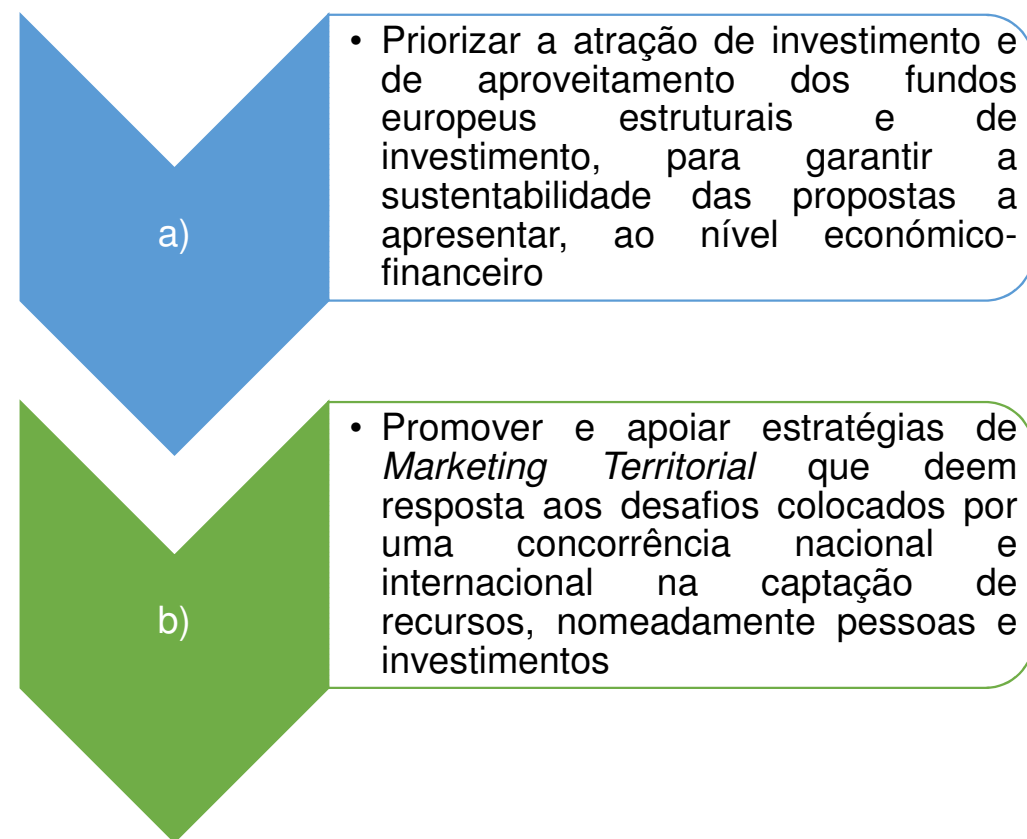 a)
• Priorizar a atração de investimento e
de aproveitamento dos fundos
europeus estruturais e de
investimento, para garantir a
sustentabilidade das propostas a
apresentar, ao nível económico-
financeiro
b)
• Promover e apoiar estratégias de
Marketing Territorial que deem
resposta aos desafios colocados por
uma concorrência nacional e
internacional na captação de
recursos, nomeadamente pessoas e
investimentos